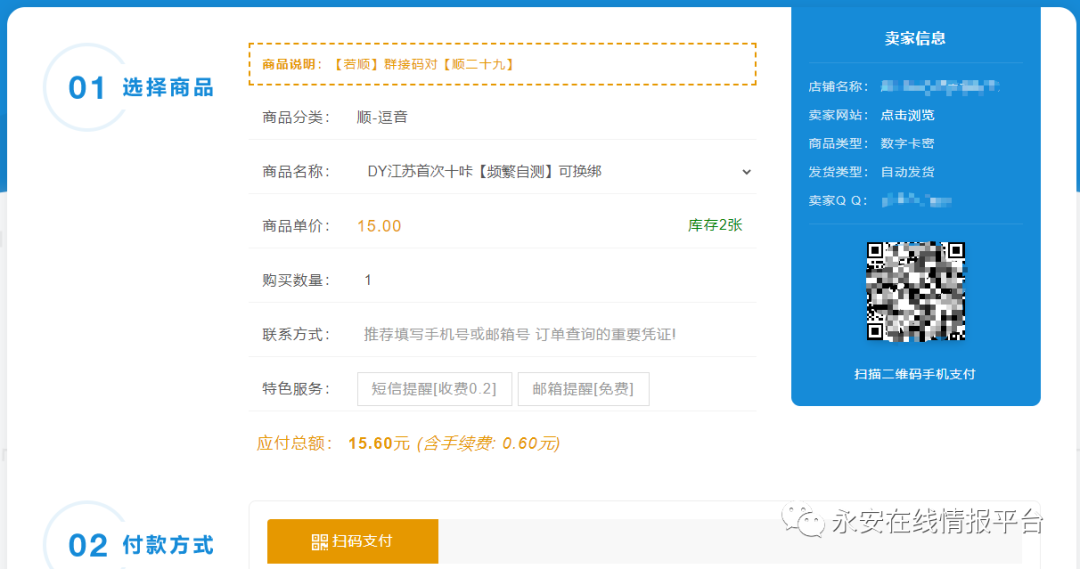 01 选择商品
商品说明：【若顺】群接码对【顺二十九】
商品分类： 顺-逗音
商品名称： DY江苏首次十咔【频繁自测】可换绑
商品单价： 15.00 库存2张
购买数量： 1
联系方式： 推荐填写手机号或邮箱号 订单查询的重要凭证!
特色服务： 短信提醒[收费0.2] 邮箱提醒[免费]
应付总额： 15.60元 (含手续费: 0.60元)
卖家信息
店铺名称：
卖家网站： 点击浏览
商品类型： 数字卡密
发货类型： 自动发货
卖家Q Q：
扫描二维码手机支付
02 付款方式
扫码支付
永安在线情报平台